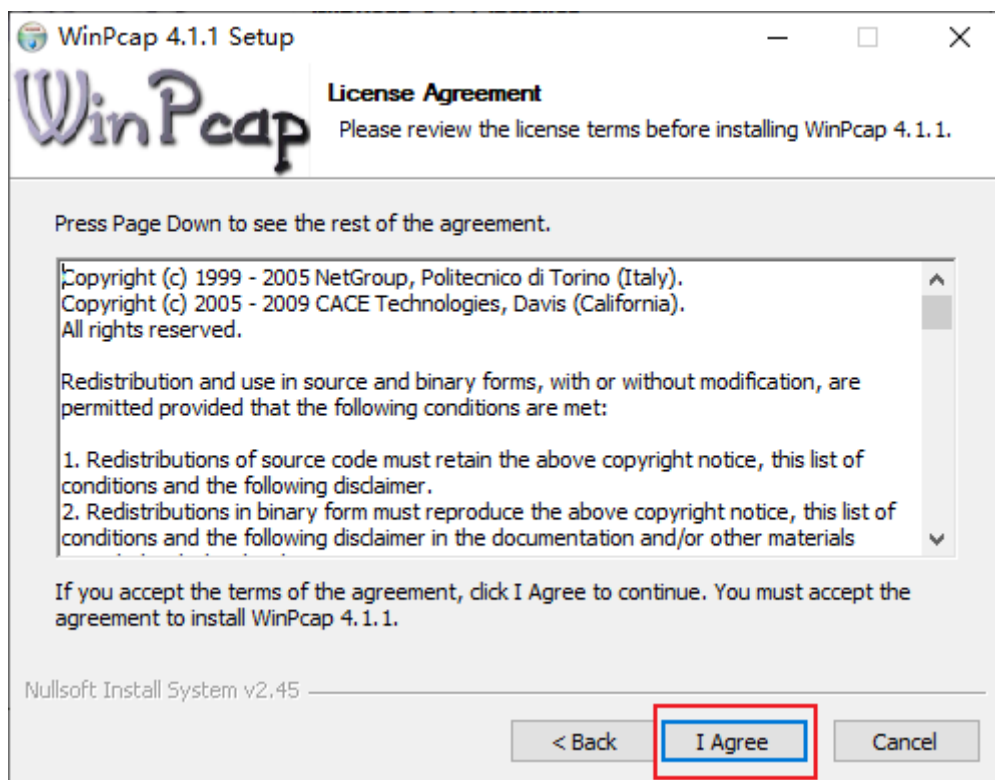 WinPcap 4.1.1 Setup
WinPcap
License Agreement
Please review the license terms before installing WinPcap 4.1.1.
Press Page Down to see the rest of the agreement.
Copyright (c) 1999 - 2005 NetGroup, Politecnico di Torino (Italy).
Copyright (c) 2005 - 2009 CACE Technologies, Davis (California).
All rights reserved.
Redistribution and use in source and binary forms, with or without modification, are
permitted provided that the following conditions are met:
1. Redistributions of source code must retain the above copyright notice, this list of
conditions and the following disclaimer.
2. Redistributions in binary form must reproduce the above copyright notice, this list of
conditions and the following disclaimer in the documentation and/or other materials
If you accept the terms of the agreement, click I Agree to continue. You must accept the
agreement to install WinPcap 4.1.1.
Nullsoft Install System v2.45
< Back
I Agree
Cancel